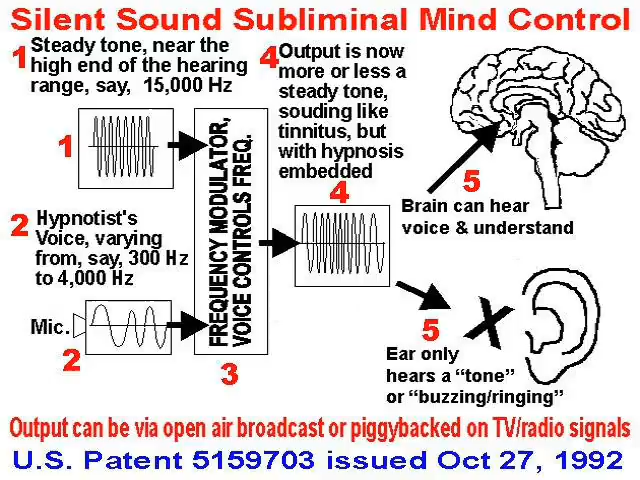 Silent Sound Subliminal Mind Control
1 Steady tone, near the
high end of the hearing
range, say, 15,000 Hz
1
2 Hypnotist's
Voice, varying
from, say, 300 Hz
to 4,000 Hz
Mic.
2
FREQUENCY MODULATOR,
VOICE CONTROLS FREQ.
3
4 Output is now
more or less a
steady tone,
souding like
tinnitus, but
with hypnosis
embedded
4
5
Brain can hear
voice & understand
X
5
Ear only
hears a “tone”
or “buzzing/ringing”
Output can be via open air broadcast or piggybacked on TV/radio signals
U.S. Patent 5159703 issued Oct 27, 1992